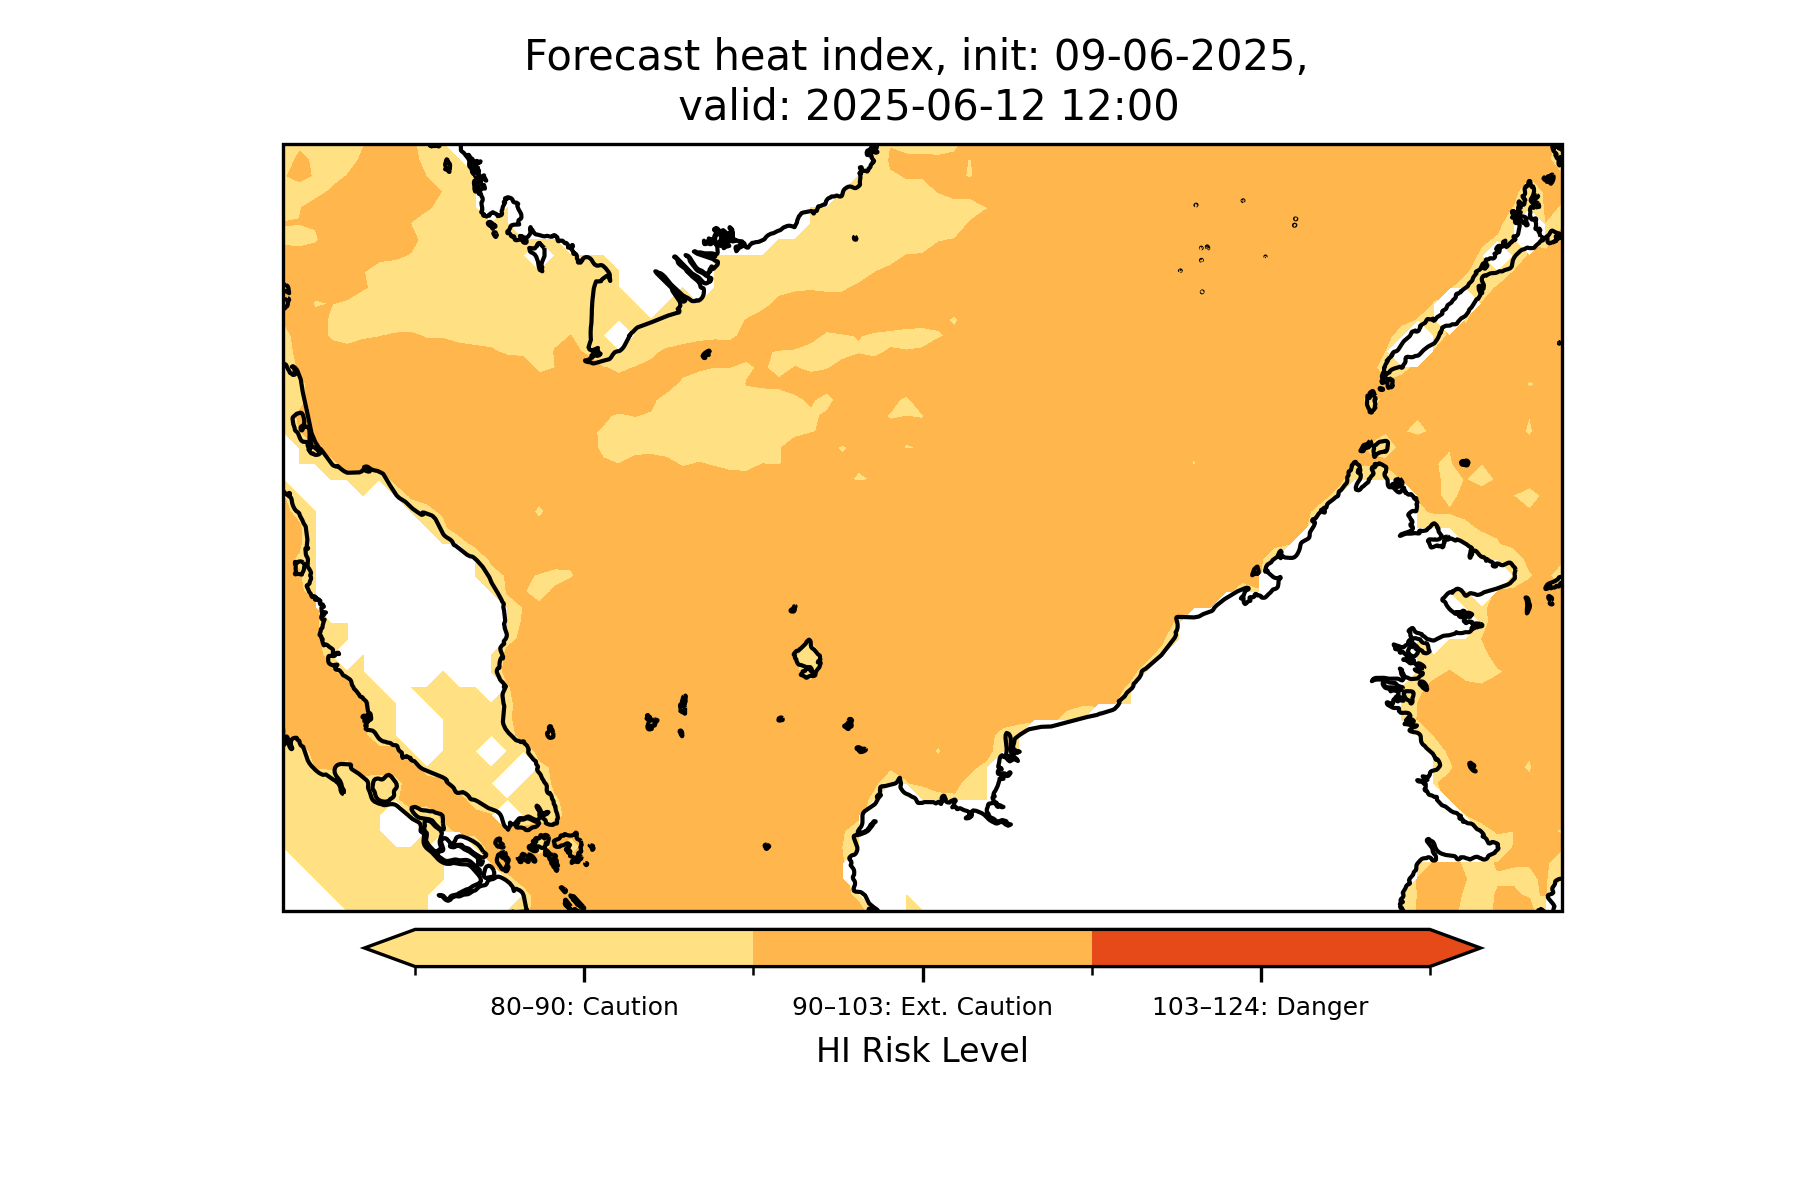 Forecast heat index, init: 09-06-2025,
valid: 2025-06-12 12:00
80–90: Caution
90–103: Ext. Caution
103–124: Danger
HI Risk Level